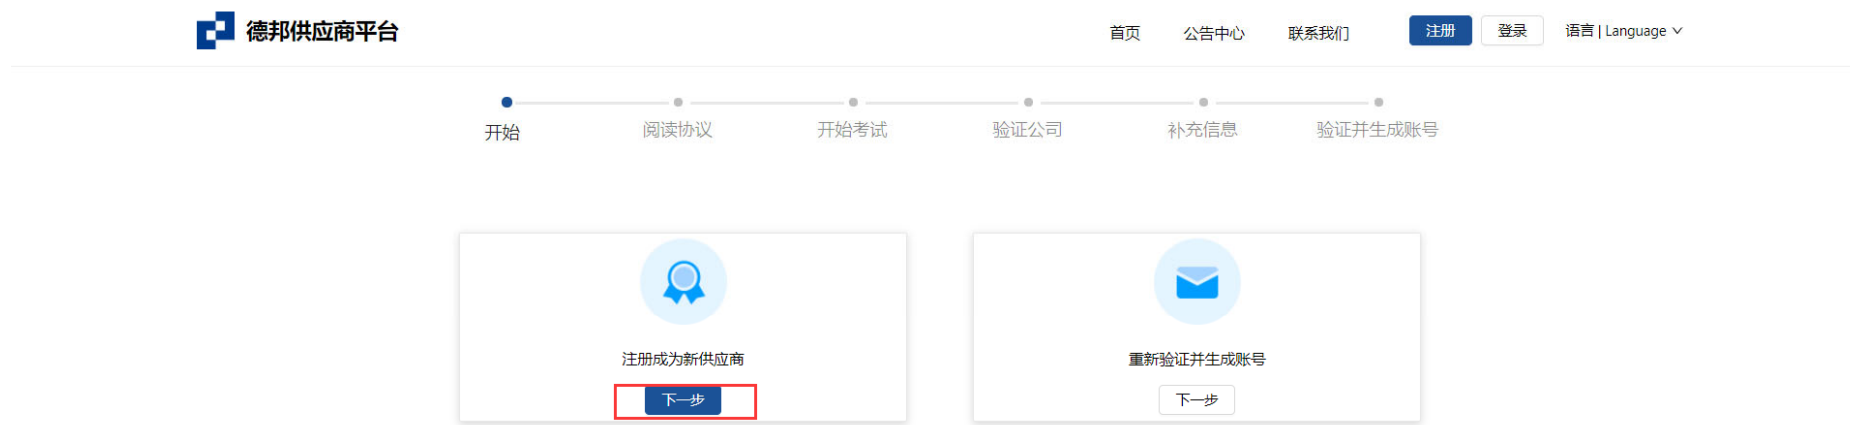 德邦供应商平台
首页 公告中心 联系我们 注册 登录 语言 | Language
开始 阅读协议 开始考试 验证公司 补充信息 验证并生成账号
注册成为新供应商
下一步
重新验证并生成账号
下一步